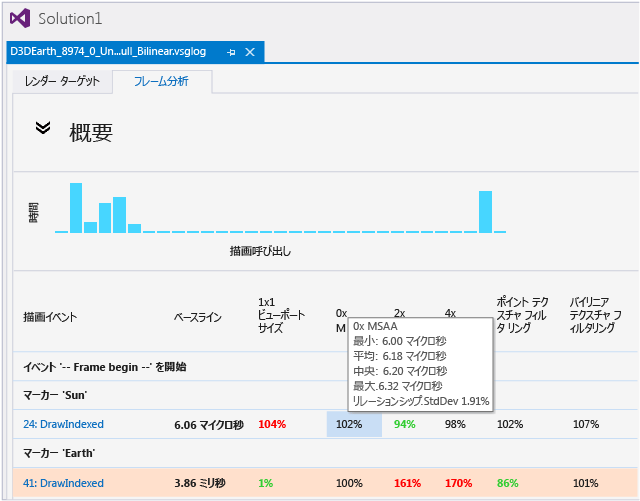 Solution1
D3DEarth_8974_0_Un...ull_Bilinear.vsglog
レンダー ターゲット
フレーム分析
概要
時間
描画呼び出し
描画イベント
ベースライン
1x1
ビューポート
サイズ
0x
M
2x
4x
ポイント テク
スチャ フィル
タ リング
バイリニア
テクスチャ フ
ィルタリング
0x MSAA
最小: 6.00 マイクロ秒
平均: 6.18 マイクロ秒
中央: 6.20 マイクロ秒
最大.6.32 マイクロ秒
リレーションシップ.StdDev 1.91%
イベント '-- Frame begin --' を開始
マーカー 'Sun'
24: DrawIndexed 6.06 マイクロ秒 104% 102% 94% 98% 102% 107%
マーカー 'Earth'
41: DrawIndexed 3.86 ミリ秒 1% 100% 161% 170% 86% 101%